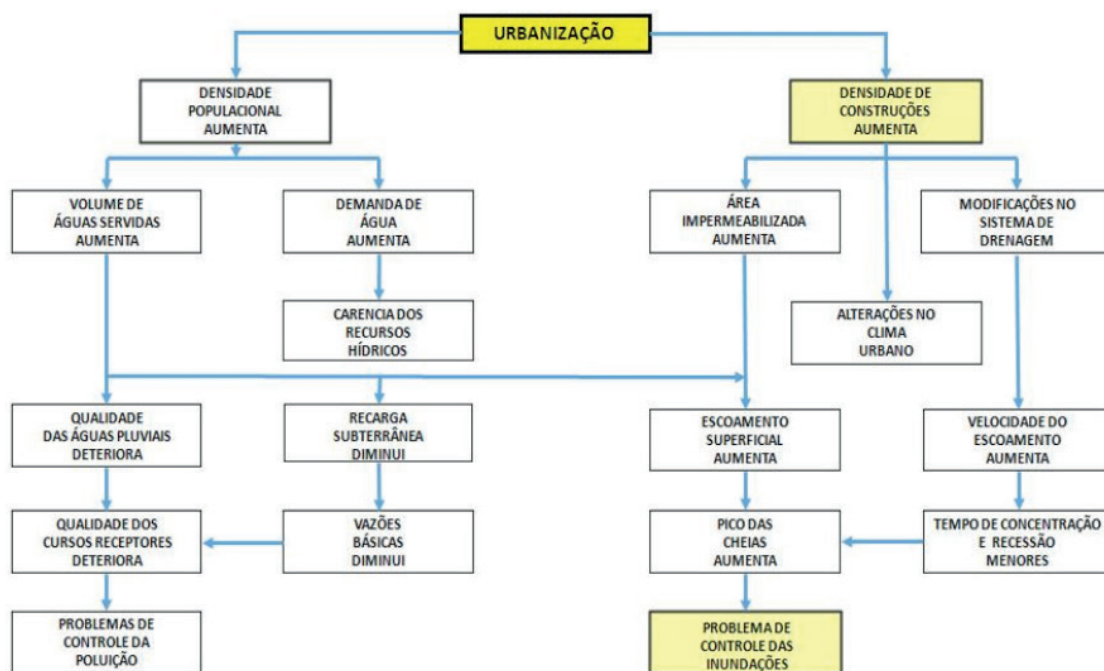 URBANIZAÇÃO
DENSIDADE
POPULACIONAL
AUMENTA
DENSIDADE DE
CONSTRUÇÕES
AUMENTA
VOLUME DE
ÁGUAS SERVIDAS
AUMENTA
DEMANDA DE
ÁGUA
AUMENTA
ÁREA
IMPERMEABILIZADA
AUMENTA
MODIFICAÇÕES NO
SISTEMA DE
DRENAGEM
CARENCIA DOS
RECURSOS
HÍDRICOS
ALTERAÇÕES NO
CLIMA
URBANO
QUALIDADE
DAS ÁGUAS PLUVIAIS
DETERIORA
RECARGA
SUBTERRÂNEA
DIMINUI
ESCOAMENTO
SUPERFICIAL
AUMENTA
VELOCIDADE DO
ESCOAMENTO
AUMENTA
QUALIDADE DOS
CURSOS RECEPTORES
DETERIORA
VAZÕES
BÁSICAS
DIMINUI
PICO DAS
CHEIAS
AUMENTA
TEMPO DE CONCENTRAÇÃO
E RECESSÃO
MENORES
PROBLEMAS DE
CONTROLE DA
POLUIÇÃO
PROBLEMA DE
CONTROLE DAS
INUNDAÇÕES